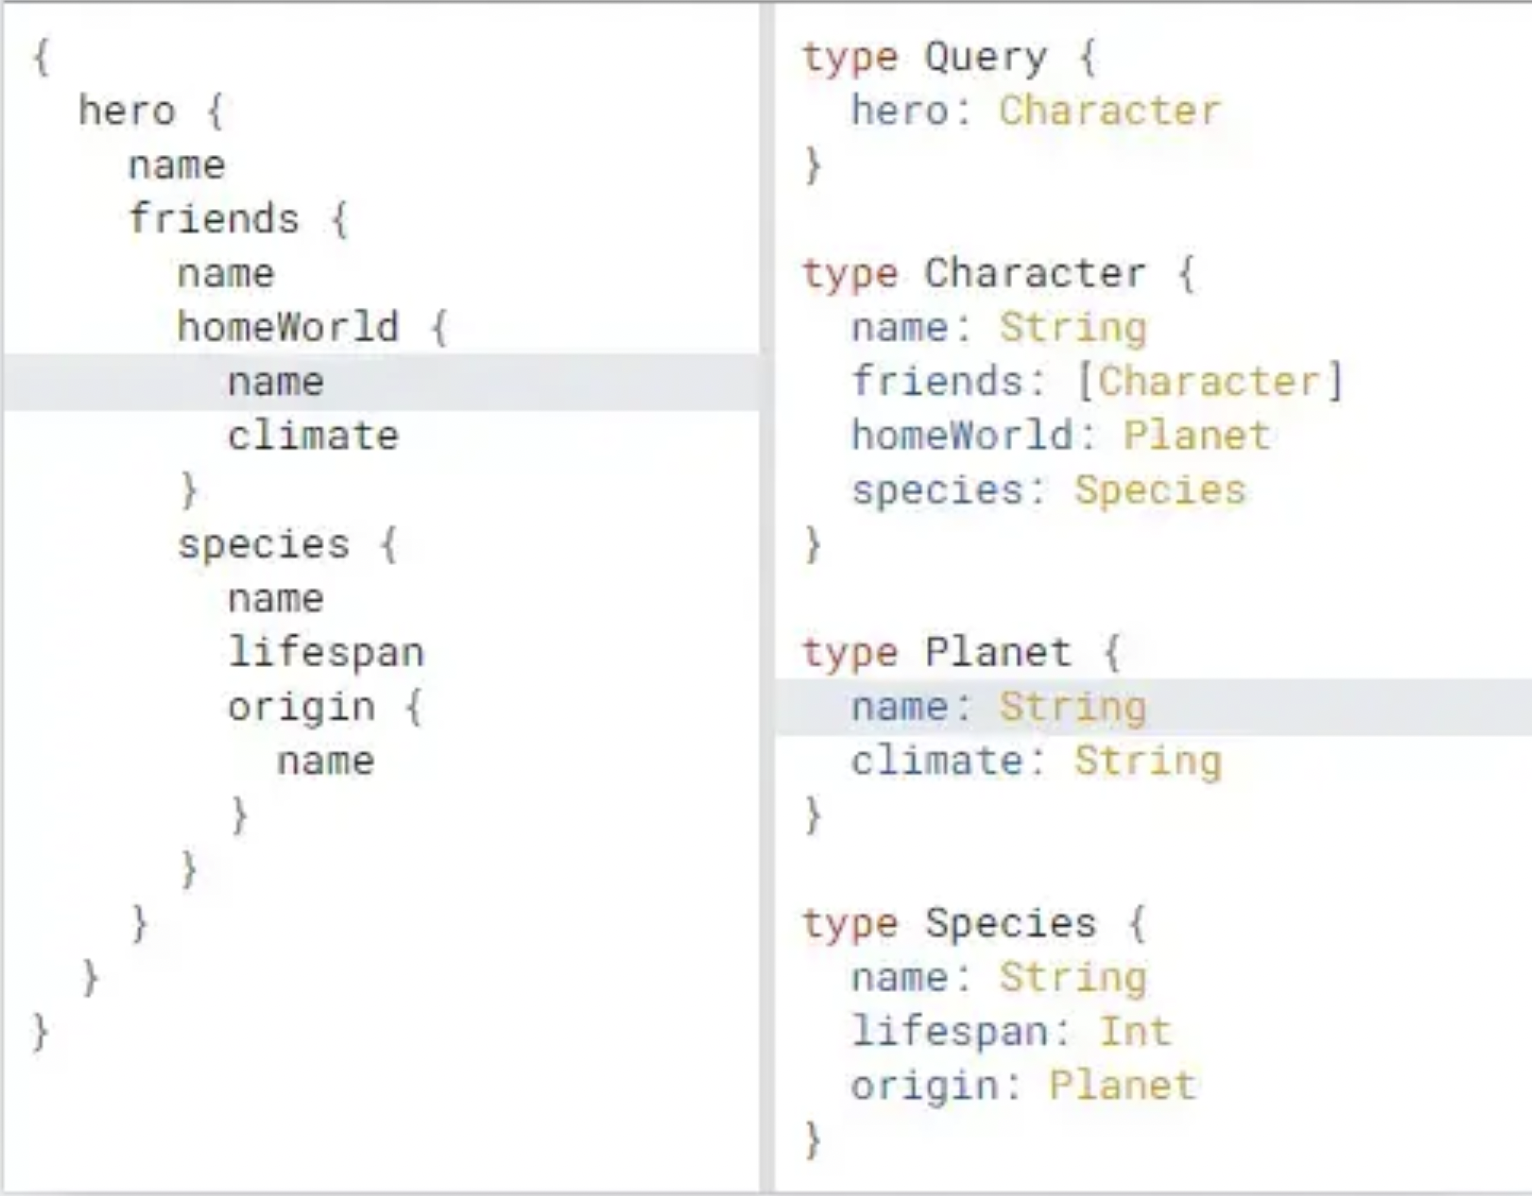 {
  hero {
    name
    friends {
      name
      homeWorld {
        name
        climate
      }
      species {
        name
        lifespan
        origin {
          name
        }
      }
    }
  }
}
type Query {
  hero: Character
}

type Character {
  name: String
  friends: [Character]
  homeWorld: Planet
  species: Species
}

type Planet {
  name: String
  climate: String
}

type Species {
  name: String
  lifespan: Int
  origin: Planet
}